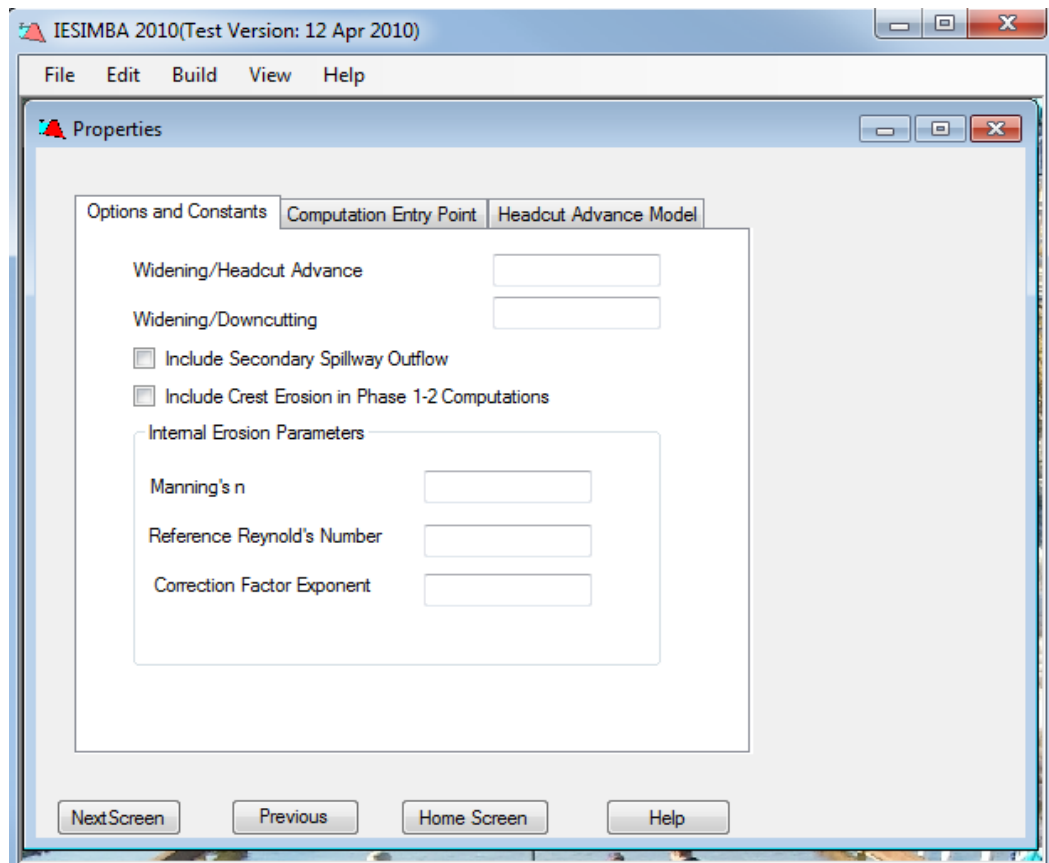 IESIMBA 2010(Test Version: 12 Apr 2010)
File Edit Build View Help
Properties
Options and Constants Computation Entry Point Headcut Advance Model
Widening/Headcut Advance
Widening/Downcutting
Include Secondary Spillway Outflow
Include Crest Erosion in Phase 1-2 Computations
Internal Erosion Parameters
Manning's n
Reference Reynold's Number
Correction Factor Exponent
NextScreen Previous Home Screen Help